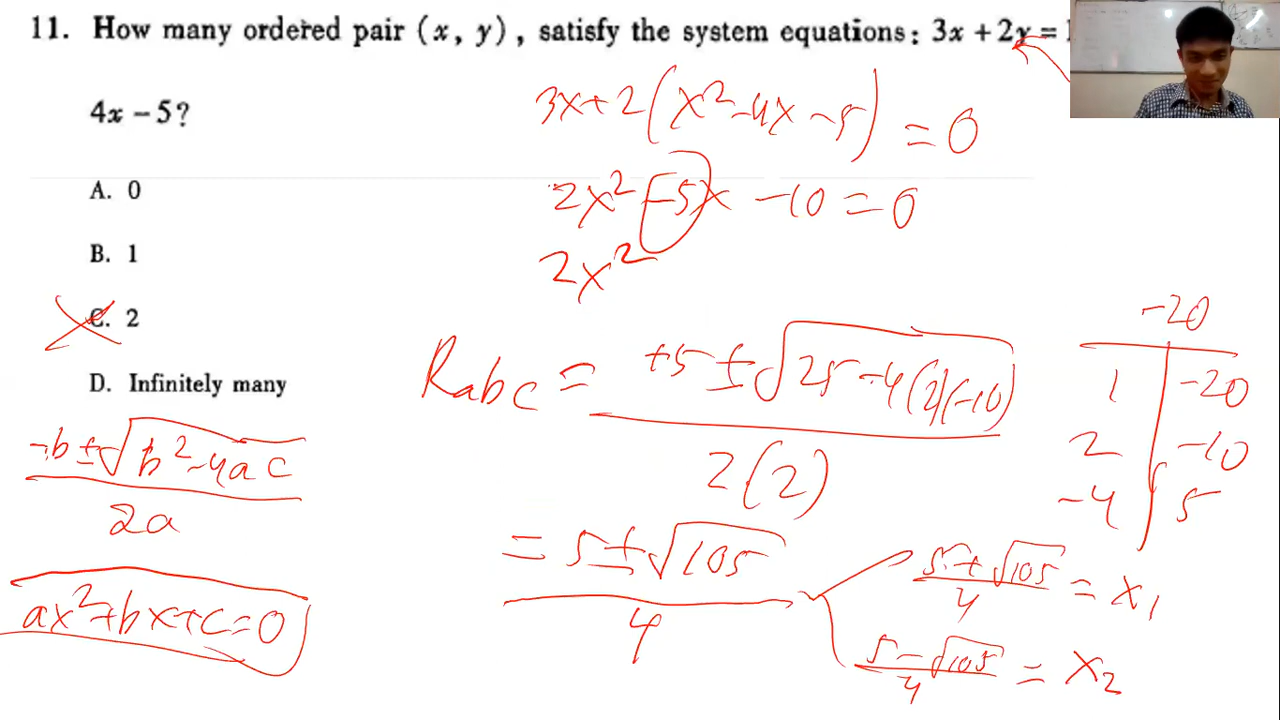 11. How many ordered pair (x, y), satisfy the system equations: 3x + 2y =
4x − 5?
A. 0
B. 1
C. 2
D. Infinitely many
3x+2(x²-4x-5) = 0
2x² -5x -10 = 0
2x²
Rabc = +5 ± √25-4(2)(-10) / 2(2)
= 5 ± √105 / 4
5 + √105 / 4 = x₁
5 - √105 / 4 = x₂
-20
1 -20
2 -10
-4 5
-b ± √b²-4ac / 2a
ax²+bx+c=0